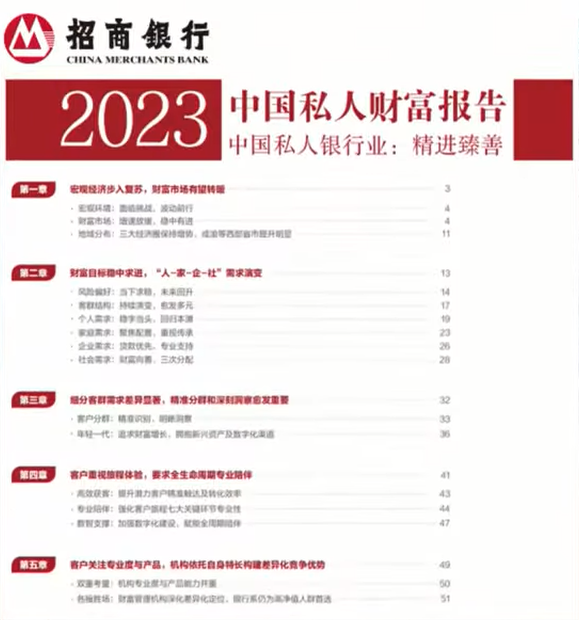 招商银行
CHINA MERCHANTS BANK
2023 中国私人财富报告
中国私人银行业：精进臻善
第一章 宏观经济步入复苏，财富市场有望转暖 3
· 宏观环境：面临挑战、波动前行 4
· 财富市场：增速放缓，稳中有进 4
· 地域分布：三大经济圈保持增势，成渝等西部省市提升明显 11
第二章 财富目标稳中求进，“人-家-企-社”需求演变 13
· 风险偏好：当下求稳，未来回升 14
· 客群结构：持续演变，愈发多元 17
· 个人需求：稳字当头，回归本源 19
· 家庭需求：聚焦配置，重视传承 23
· 企业需求：贷款优先，专业支持 26
· 社会需求：财富向善，三次分配 28
第三章 细分客群需求差异显著，精准分群和深刻洞察愈发重要 32
· 客户分群：精准识别，明晰洞察 33
· 年轻一代：追求财富增长，拥抱新兴资产及数字化渠道 36
第四章 客户重视旅程体验，要求全生命周期专业陪伴 41
· 高效获客：提升潜力客户精准触达及转化效率 43
· 专业陪伴：强化客户旅程七大关键环节专业性 44
· 数智支撑：加强数字化建设，赋能全周期陪伴 47
第五章 客户关注专业度与产品，机构依托自身特长构建差异化竞争优势 49
· 双重考量：机构专业度与产品能力并重 50
· 各擅胜场：财富管理机构深化差异化定位，银行系仍为高净值人群首选 51